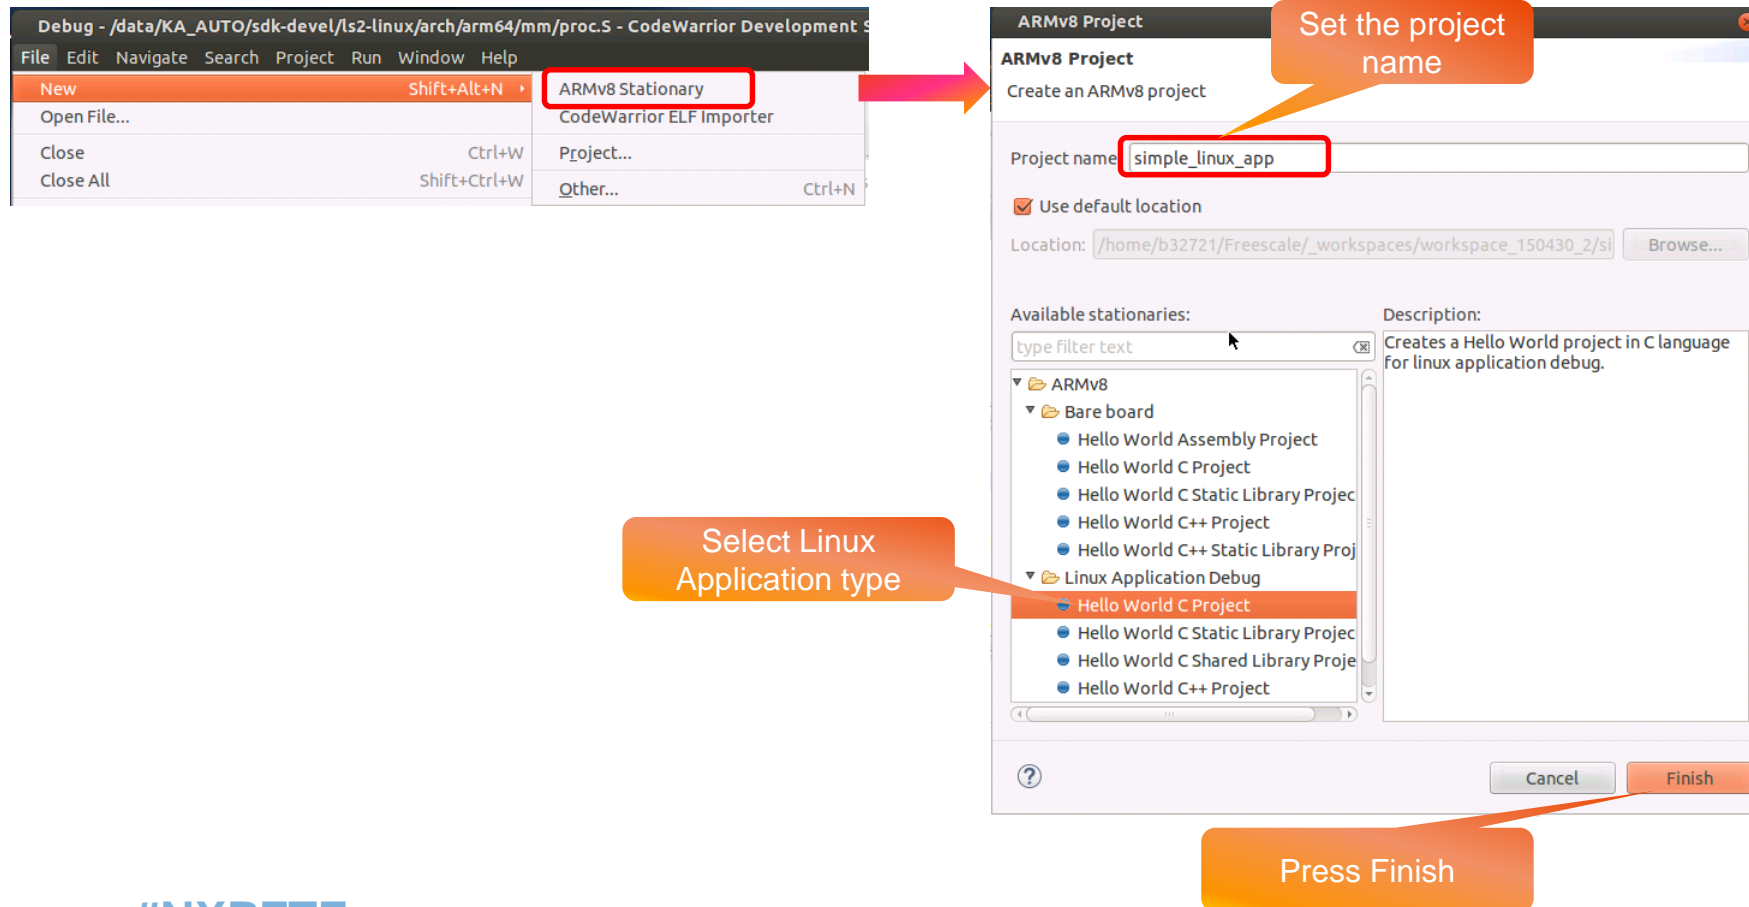 Debug - /data/KA_AUTO/sdk-devel/ls2-linux/arch/arm64/mm/proc.S - CodeWarrior Development
File Edit Navigate Search Project Run Window Help
New Shift+Alt+N
Open File...
Close Ctrl+W
Close All Shift+Ctrl+W
ARMv8 Stationary
CodeWarrior ELF Importer
Project...
Other... Ctrl+N
ARMv8 Project
Set the project
name
ARMv8 Project
Create an ARMv8 project
Project name simple_linux_app
Use default location
Location: /home/b32721/Freescale/_workspaces/workspace_150430_2/si Browse...
Available stationaries:
type filter text
ARMv8
Bare board
Hello World Assembly Project
Hello World C Project
Hello World C Static Library Projec
Hello World C++ Project
Hello World C++ Static Library Proj
Linux Application Debug
Hello World C Project
Hello World C Static Library Projec
Hello World C Shared Library Proje
Hello World C++ Project
Description:
Creates a Hello World project in C language
for linux application debug.
Select Linux
Application type
Cancel Finish
Press Finish